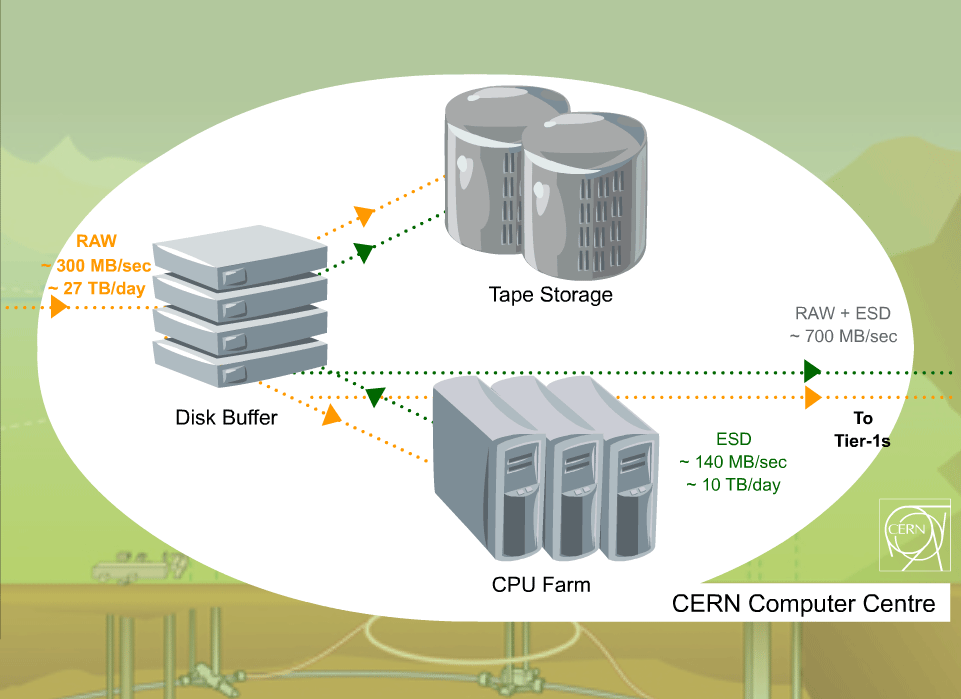 RAW
~ 300 MB/sec
~ 27 TB/day
Tape Storage
RAW + ESD
~ 700 MB/sec
Disk Buffer
To
Tier-1s
ESD
~ 140 MB/sec
~ 10 TB/day
CERN
CPU Farm
CERN Computer Centre